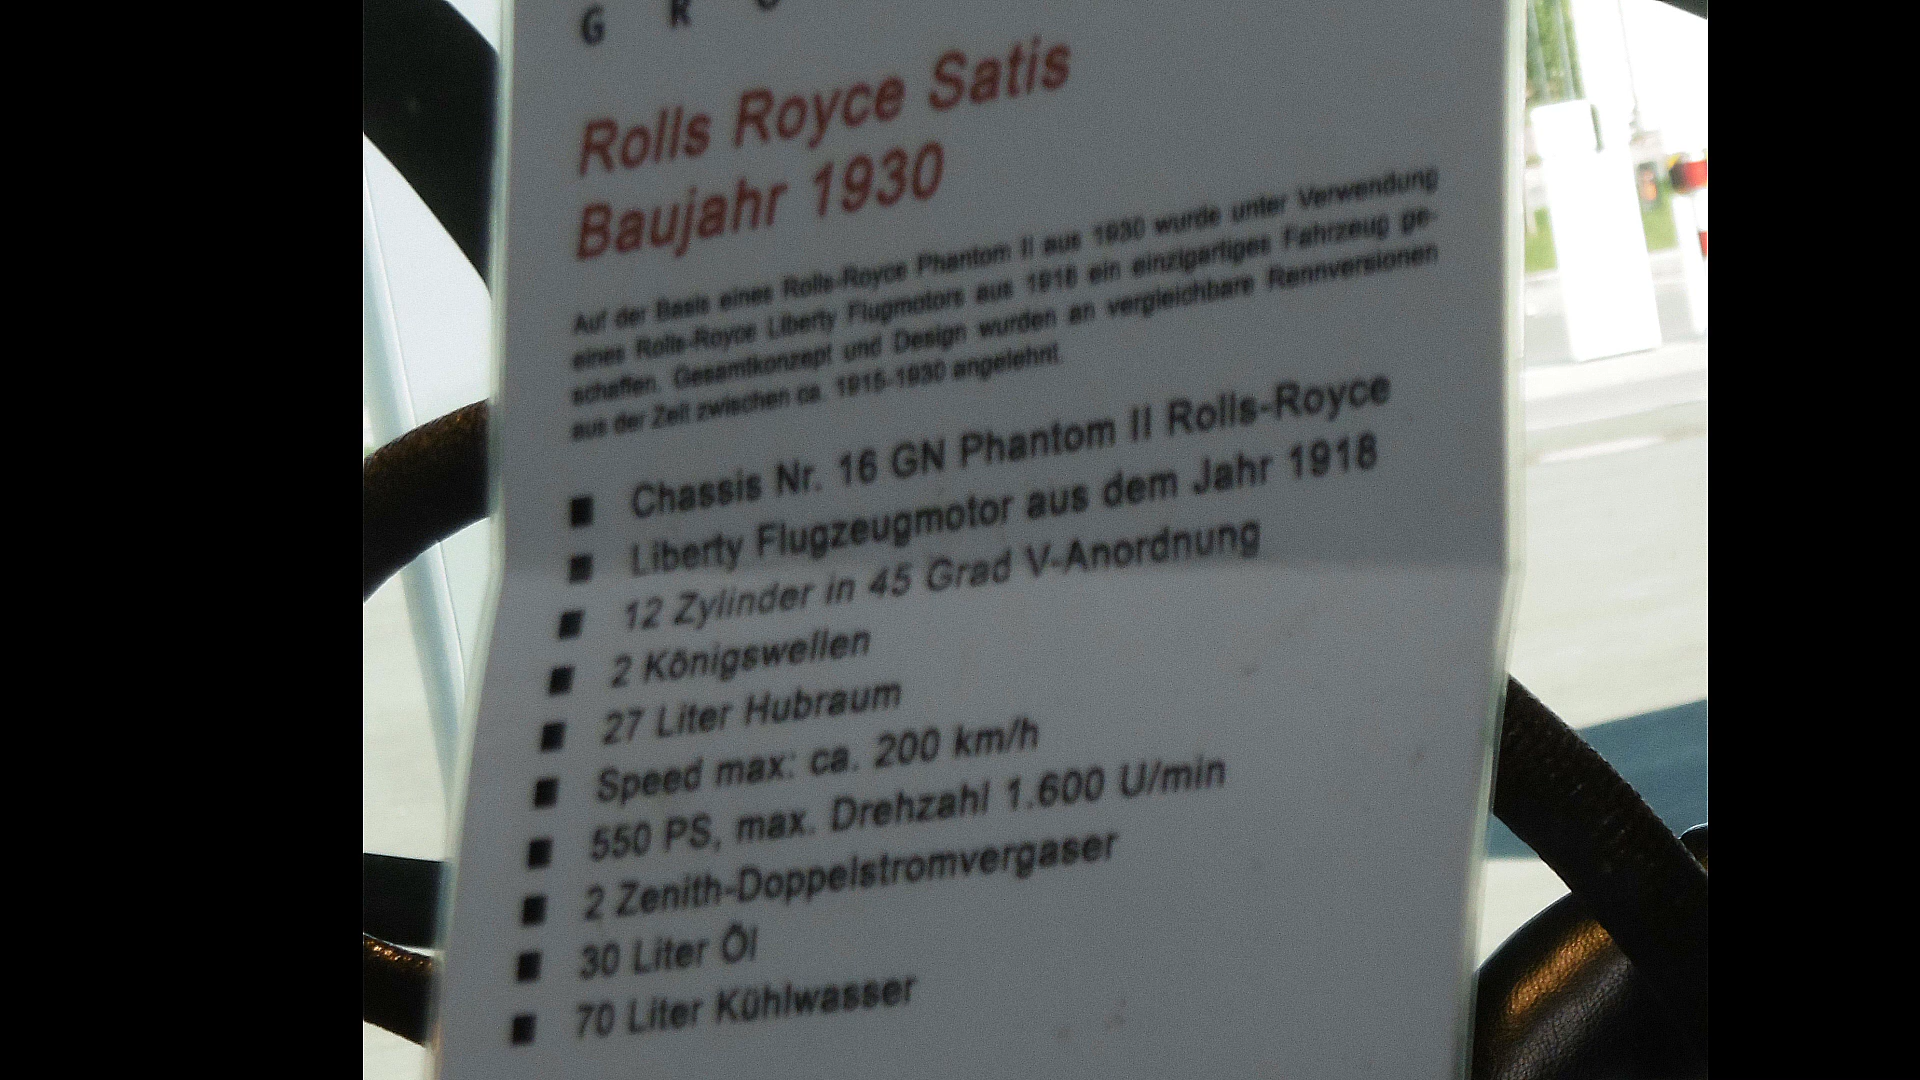 G R
Rolls Royce Satis
Baujahr 1930
Auf der Basis eines Rolls-Royce Phantom II aus 1930 wurde unter Verwendung
eines Rolls-Royce Liberty Flugmotors aus 1918 ein einzigartiges Fahrzeug ge-
schaffen. Gesamtkonzept und Design wurden an vergleichbare Rennversionen
aus der Zeit zwischen ca. 1915-1930 angelehnt.
■ Chassis Nr. 16 GN Phantom II Rolls-Royce
■ Liberty Flugzeugmotor aus dem Jahr 1918
■ 12 Zylinder in 45 Grad V-Anordnung
■ 2 Königswellen
■ 27 Liter Hubraum
■ Speed max: ca. 200 km/h
■ 550 PS, max. Drehzahl 1.600 U/min
■ 2 Zenith-Doppelstromvergaser
■ 30 Liter Öl
■ 70 Liter Kühlwasser